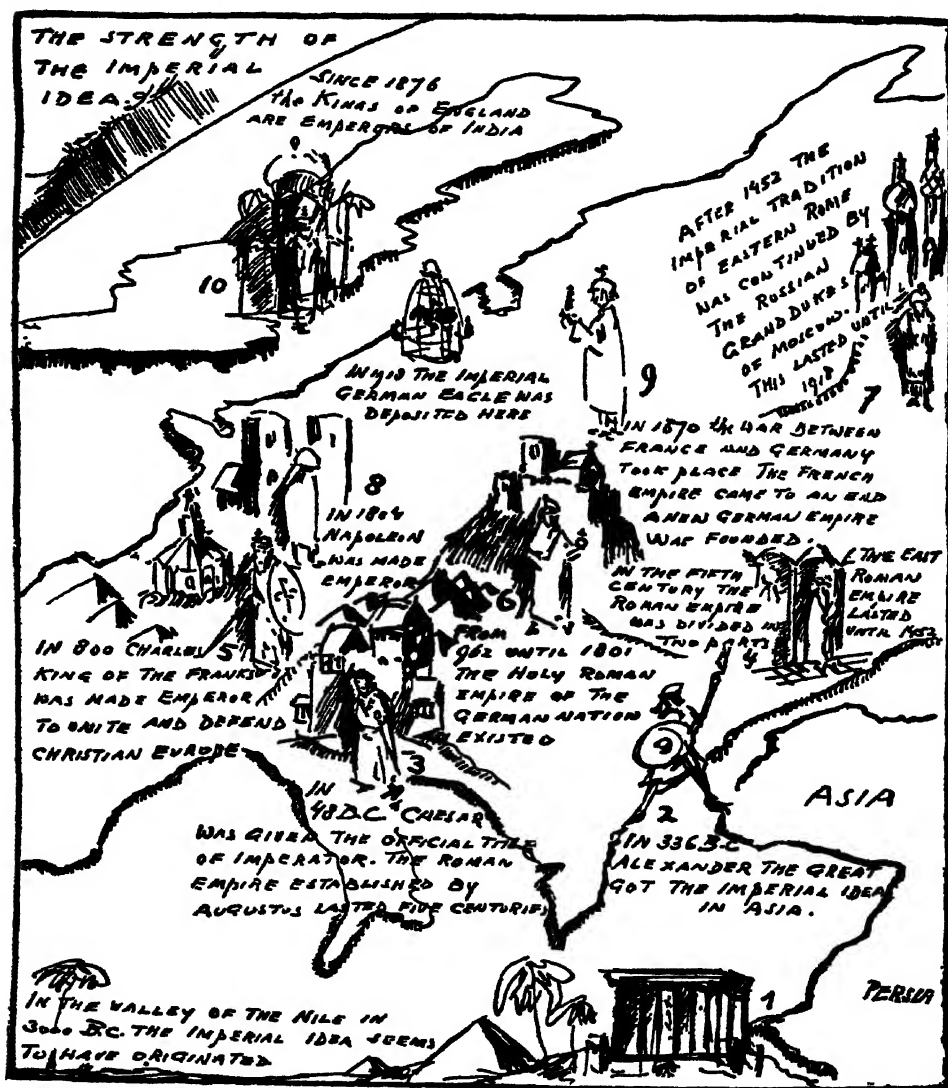 THE STRENGTH OF
THE IMPERIAL
IDEA.
SINCE 1876
the KINGS OF ENGLAND
ARE EMPERORS OF INDIA
10
AFTER 1453 THE
IMPERIAL TRADITION
OF EASTERN ROME
WAS CONTINUED BY
THE RUSSIAN
GRAND DUKES
OF MOSCOW.
THIS LASTED UNTIL
1918
7
IN 1918 THE IMPERIAL
GERMAN EAGLE WAS
DEPOSITED HERE
9
IN 1870 the WAR BETWEEN
FRANCE AND GERMANY
TOOK PLACE THE FRENCH
EMPIRE CAME TO AN END
A NEW GERMAN EMPIRE
WAS FOUNDED.
8
IN 1804
NAPOLEON
WAS MADE
EMPEROR
IN THE FIFTH
CENTURY THE
ROMAN EMPIRE
WAS DIVIDED IN
TWO PARTS
4
THE EAST
ROMAN
EMPIRE
LASTED
UNTIL 1453
6
FROM
962 UNTIL 1801
THE HOLY ROMAN
EMPIRE OF THE
GERMAN NATION
EXISTED
5
IN 800 CHARLES
KING OF THE FRANKS
WAS MADE EMPEROR
TO UNITE AND DEFEND
CHRISTIAN EUROPE
3
IN
48 B.C. CAESAR
WAS GIVEN THE OFFICIAL TITLE
OF IMPERATOR. THE ROMAN
EMPIRE ESTABLISHED BY
AUGUSTUS LASTED FIVE CENTURIES
2
IN 336 B.C
ALEXANDER THE GREAT
GOT THE IMPERIAL IDEA
IN ASIA.
ASIA
PERSIA
1
IN THE VALLEY OF THE NILE IN
3000 B.C. THE IMPERIAL IDEA SEEMS
TO HAVE ORIGINATED